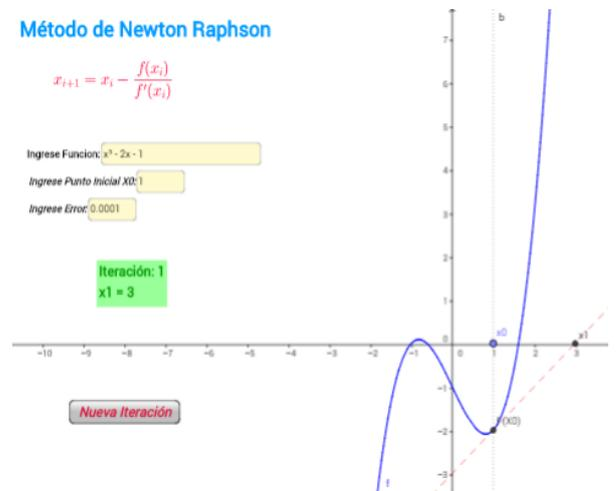 Método de Newton Raphson
x_{i+1} = x_i - f(x_i) / f'(x_i)
Ingrese Funcion: x³ - 2x - 1
Ingrese Punto Inicial X0: 1
Ingrese Error: 0.0001
Iteración: 1
x1 = 3
Nueva Iteración
b
7
6
5
4
3
2
1
0
-10 -9 -8 -7 -6 -5 -4 -3 -2 -1 0 1 2 3
x0
x1
-1
-2
-3
F(X0)
f